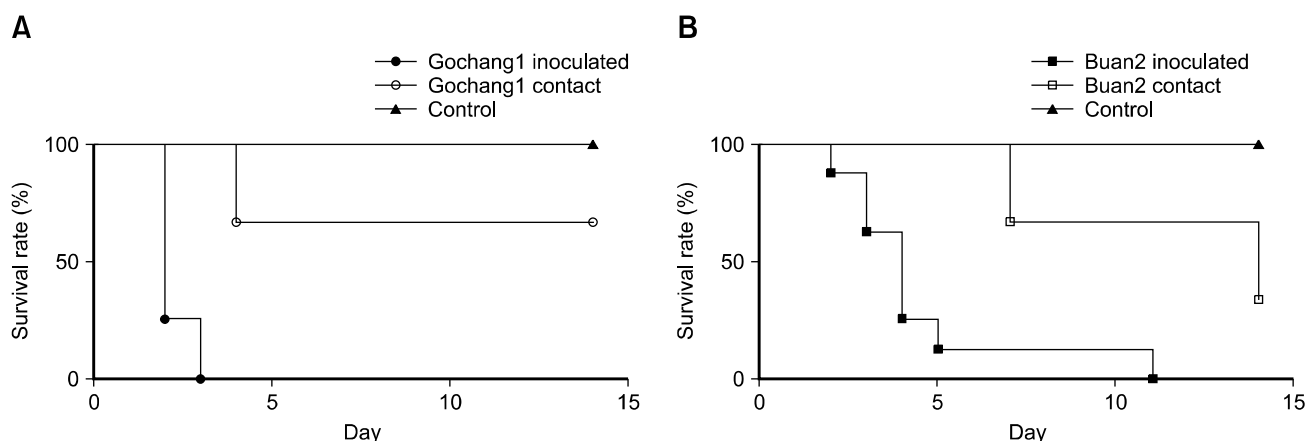 A
Gochang1 inoculated
Gochang1 contact
Control
100
50
0
Survival rate (%)
0 5 10 15
Day
B
Buan2 inoculated
Buan2 contact
Control
100
50
0
Survival rate (%)
0 5 10 15
Day